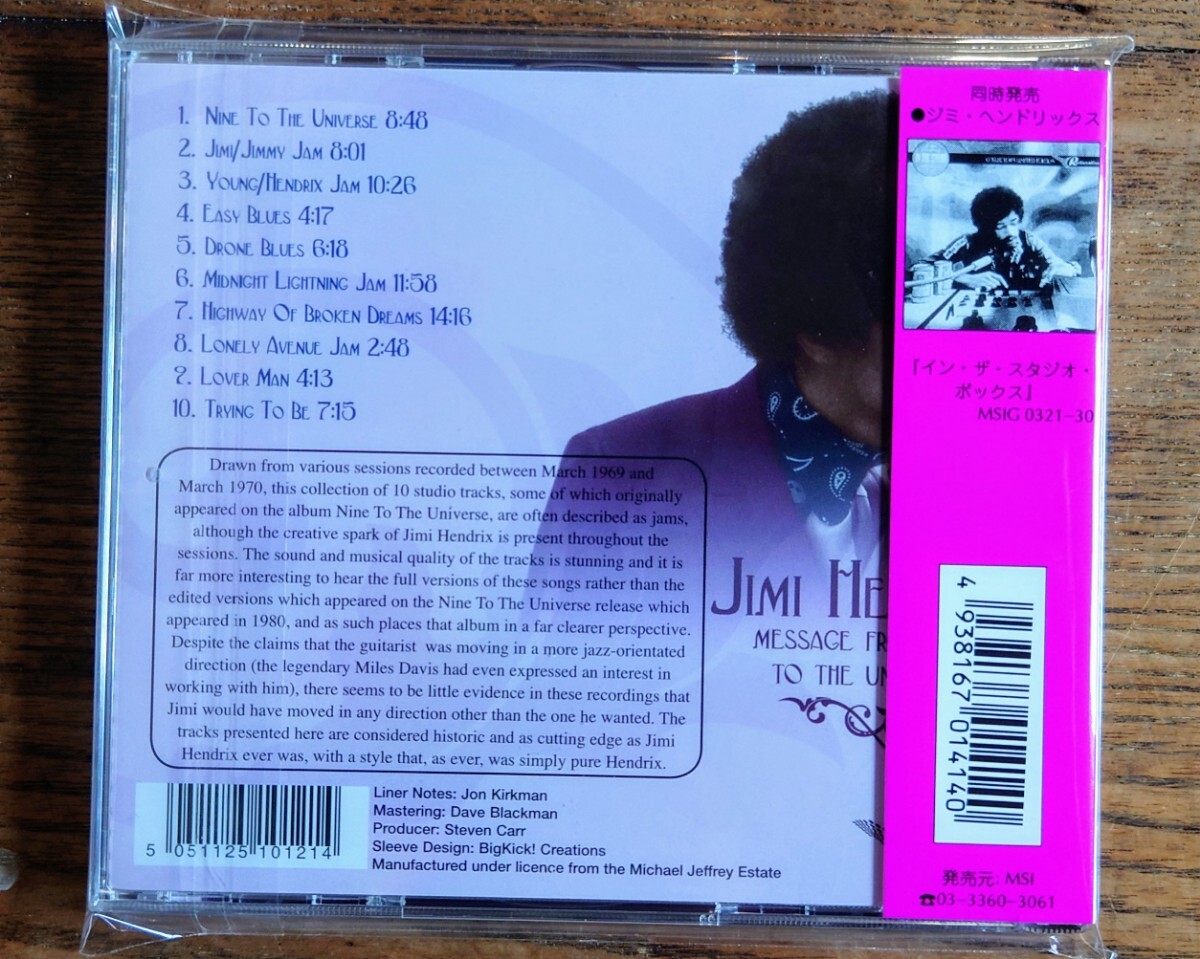 1. NINE TO THE UNIVERSE 8:48
2. JIMI/JIMMY JAM 8:01
3. YOUNG/HENDRIX JAM 10:26
4. EASY BLUES 4:17
5. DRONE BLUES 6:18
6. MIDNIGHT LIGHTNING JAM 11:58
7. HIGHWAY OF BROKEN DREAMS 14:16
8. LONELY AVENUE JAM 2:48
9. LOVER MAN 4:13
10. TRYING TO BE 7:15
Drawn from various sessions recorded between March 1969 and
March 1970, this collection of 10 studio tracks, some of which originally
appeared on the album Nine To The Universe, are often described as jams,
although the creative spark of Jimi Hendrix is present throughout the
sessions. The sound and musical quality of the tracks is stunning and it is
far more interesting to hear the full versions of these songs rather than the
edited versions which appeared on the Nine To The Universe release which
appeared in 1980, and as such places that album in a far clearer perspective.
Despite the claims that the guitarist was moving in a more jazz-orientated
direction (the legendary Miles Davis had even expressed an interest in
working with him), there seems to be little evidence in these recordings that
Jimi would have moved in any direction other than the one he wanted. The
tracks presented here are considered historic and as cutting edge as Jimi
Hendrix ever was, with a style that, as ever, was simply pure Hendrix.
JIMI HE
MESSAGE FR
TO THE UN
5 051125 101214
Liner Notes: Jon Kirkman
Mastering: Dave Blackman
Producer: Steven Carr
Sleeve Design: BigKick! Creations
Manufactured under licence from the Michael Jeffrey Estate
同時発売
●ジミ・ヘンドリックス
『イン・ザ・スタジオ・
ボックス』
MSIG 0321-30
4 938167 014140
発売元: MSI
☎03-3360-3061